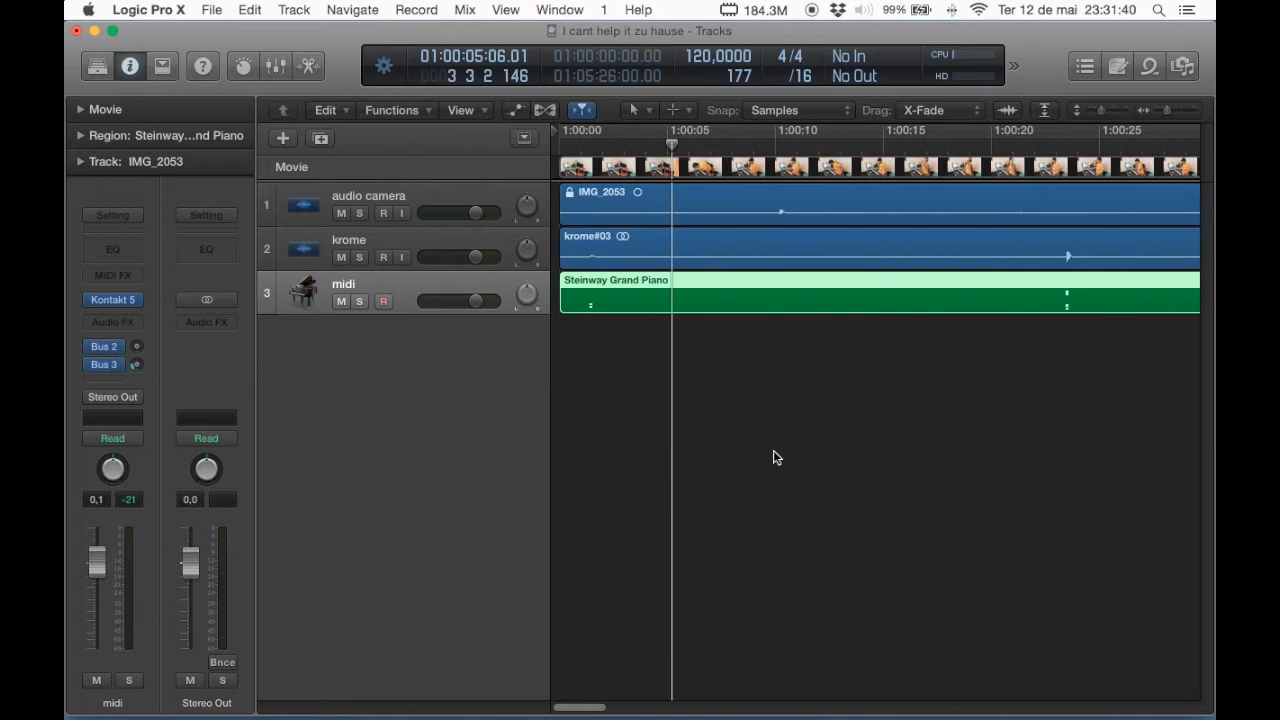 Logic Pro X File Edit Track Navigate Record Mix View Window 1 Help 184.3M 99% Ter 12 de mai 23:31:40
I cant help it zu hause - Tracks
01:00:05:06.01 01:00:00:00.00 120,0000 4/4 No In CPU
3 3 2 146 01:05:26:00.00 177 /16 No Out HD
Movie Edit Functions View Snap: Samples Drag: X-Fade
Region: Steinway...nd Piano
1:00:00 1:00:05 1:00:10 1:00:15 1:00:20 1:00:25
Track: IMG_2053
Movie
1 audio camera
M S R I
IMG_2053
2 krome
M S R I
krome#03
3 midi
M S R
Steinway Grand Piano
Setting Setting
EQ EQ
MIDI FX
Kontakt 5
Audio FX Audio FX
Bus 2
Bus 3
Stereo Out
Read Read
0,1 -21 0,0
Bnce
M S M S
midi Stereo Out